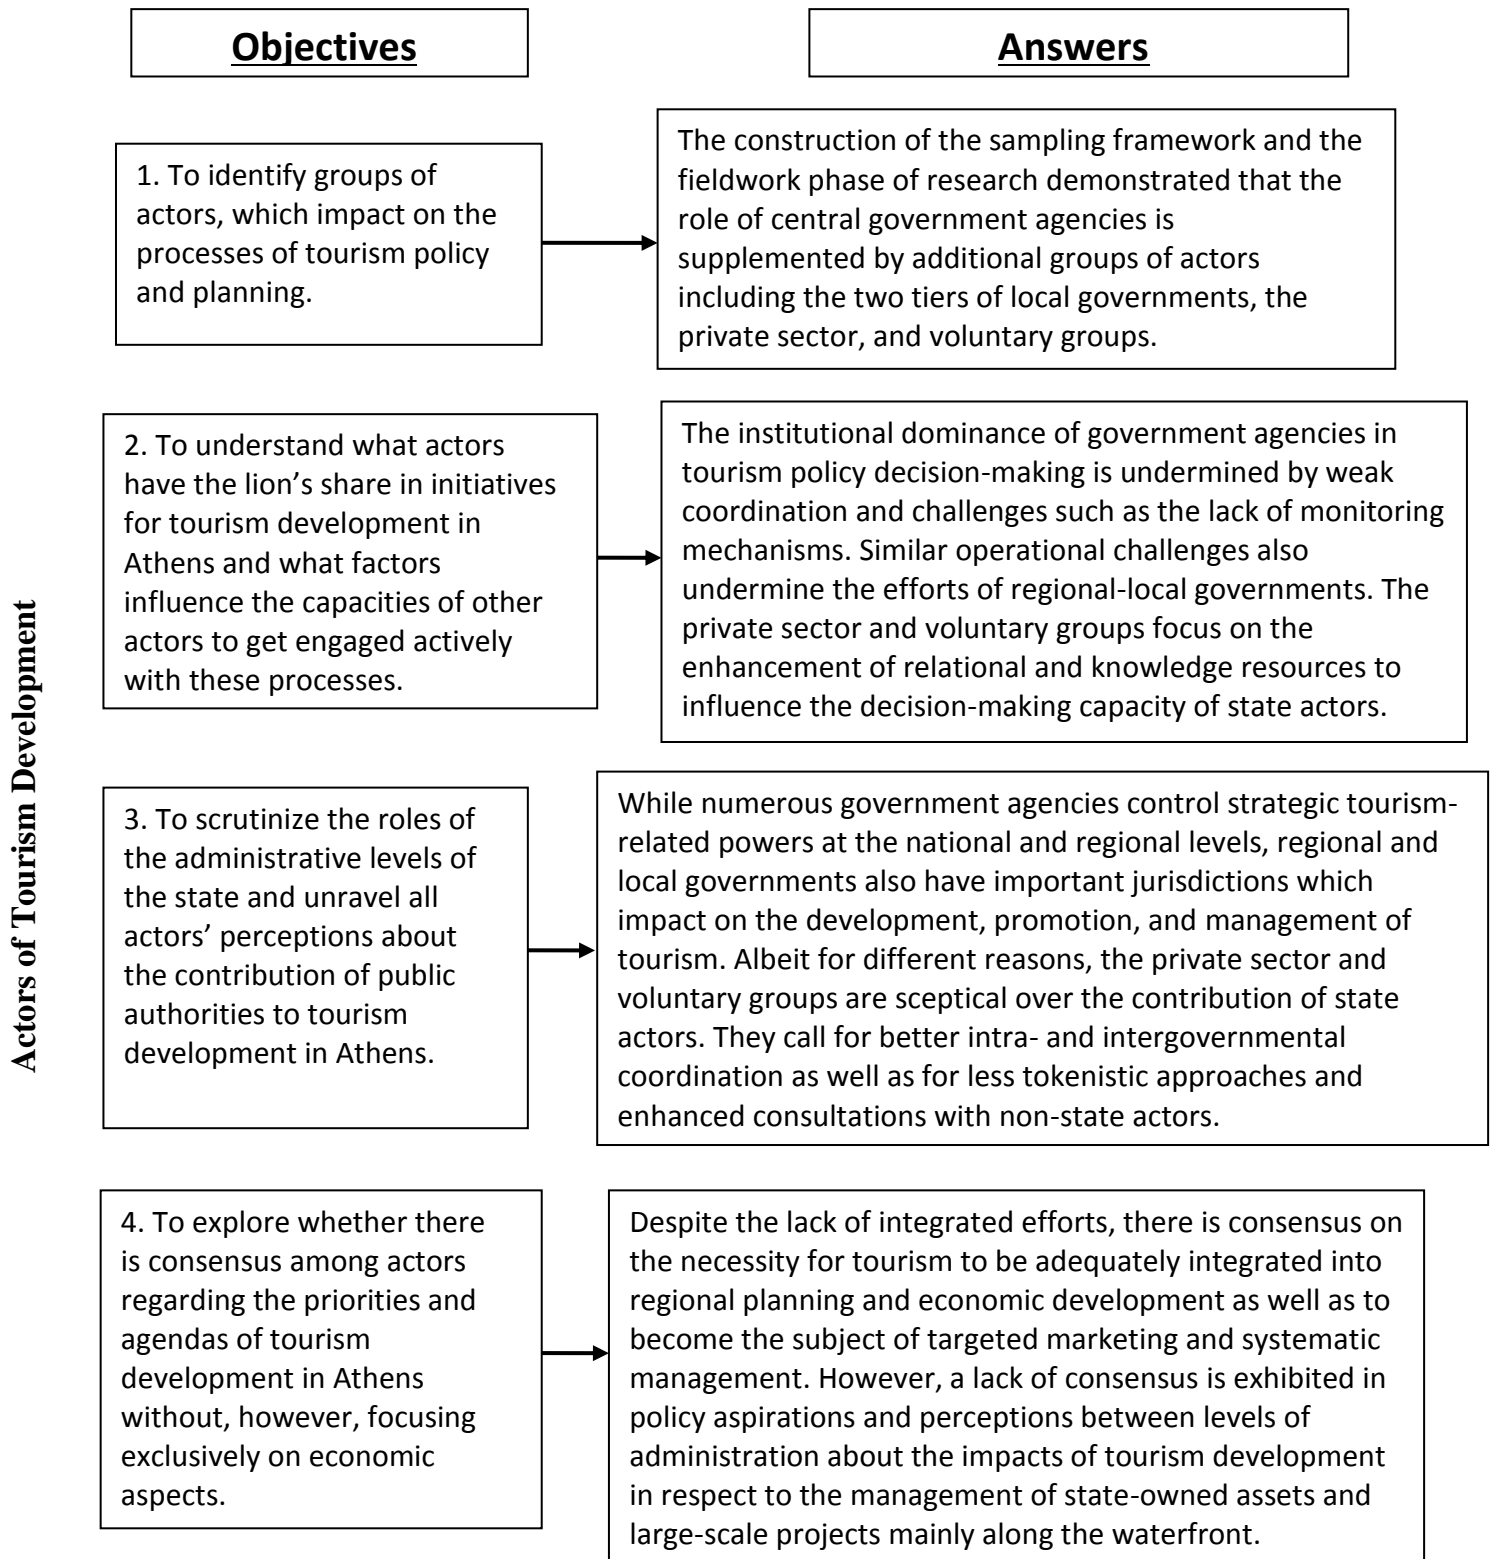 Objectives
Answers
1. To identify groups of
actors, which impact on the
processes of tourism policy
and planning.
The construction of the sampling framework and the
fieldwork phase of research demonstrated that the
role of central government agencies is
supplemented by additional groups of actors
including the two tiers of local governments, the
private sector, and voluntary groups.
2. To understand what actors
have the lion’s share in initiatives
for tourism development in
Athens and what factors
influence the capacities of other
actors to get engaged actively
with these processes.
The institutional dominance of government agencies in
tourism policy decision-making is undermined by weak
coordination and challenges such as the lack of monitoring
mechanisms. Similar operational challenges also
undermine the efforts of regional-local governments. The
private sector and voluntary groups focus on the
enhancement of relational and knowledge resources to
influence the decision-making capacity of state actors.
Actors of Tourism Development
3. To scrutinize the roles of
the administrative levels of
the state and unravel all
actors’ perceptions about
the contribution of public
authorities to tourism
development in Athens.
While numerous government agencies control strategic tourism-
related powers at the national and regional levels, regional and
local governments also have important jurisdictions which
impact on the development, promotion, and management of
tourism. Albeit for different reasons, the private sector and
voluntary groups are sceptical over the contribution of state
actors. They call for better intra- and intergovernmental
coordination as well as for less tokenistic approaches and
enhanced consultations with non-state actors.
4. To explore whether there
is consensus among actors
regarding the priorities and
agendas of tourism
development in Athens
without, however, focusing
exclusively on economic
aspects.
Despite the lack of integrated efforts, there is consensus on
the necessity for tourism to be adequately integrated into
regional planning and economic development as well as to
become the subject of targeted marketing and systematic
management. However, a lack of consensus is exhibited in
policy aspirations and perceptions between levels of
administration about the impacts of tourism development
in respect to the management of state-owned assets and
large-scale projects mainly along the waterfront.